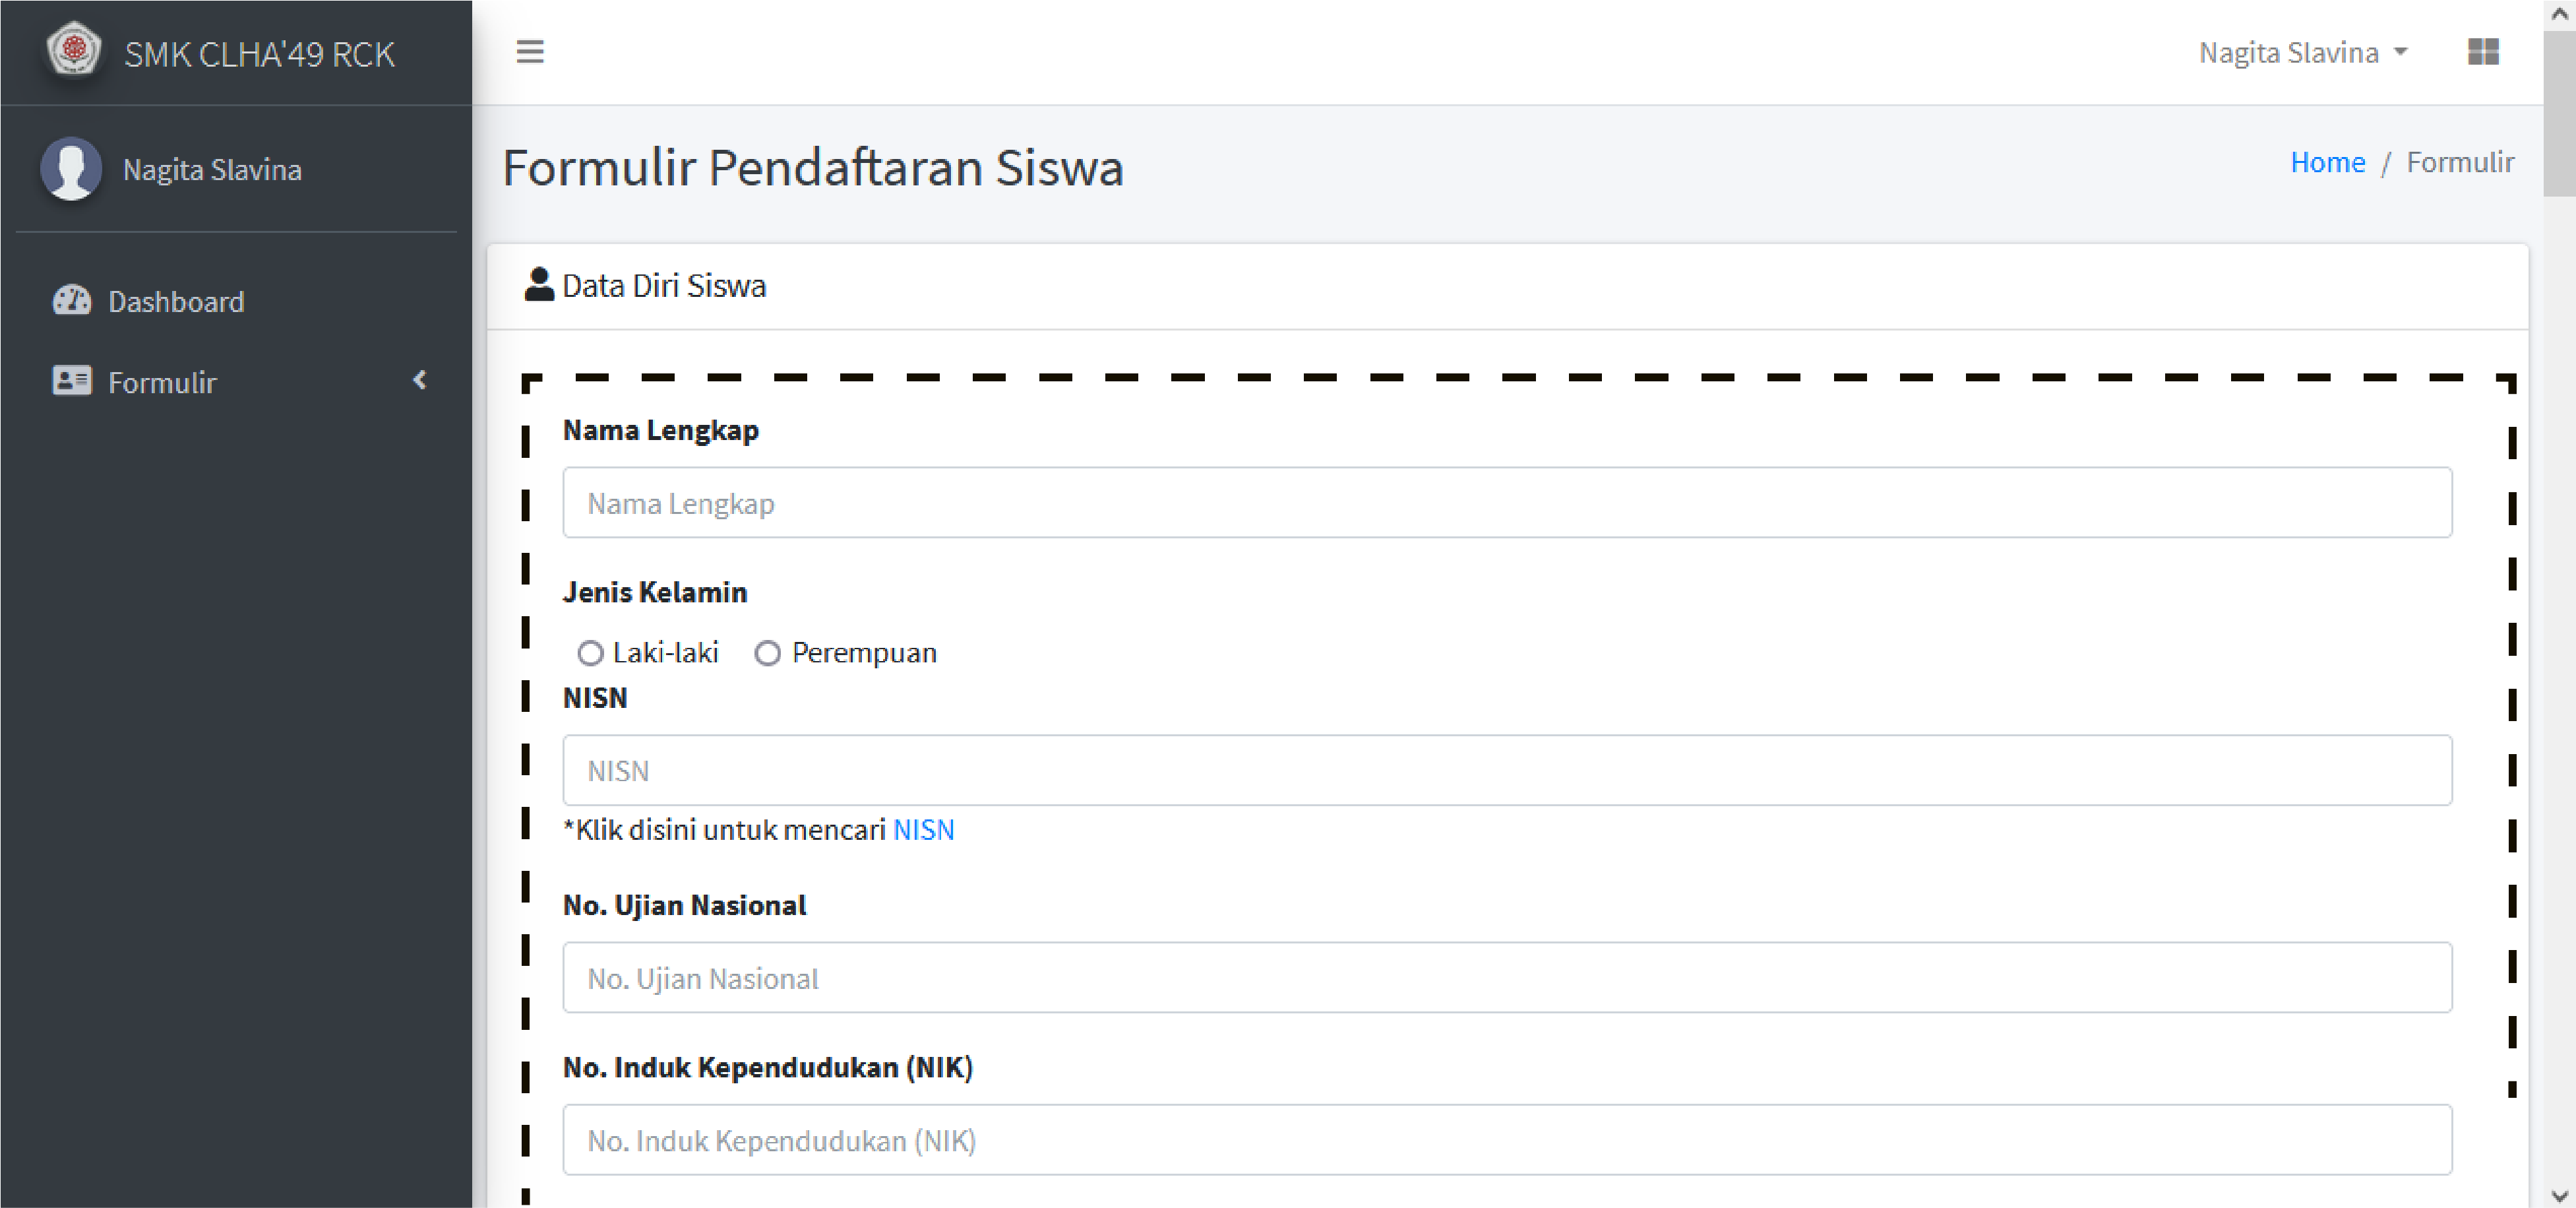 SMK CLHA'49 RCK
Nagita Slavina
Nagita Slavina
Dashboard
Formulir
Formulir Pendaftaran Siswa
Home / Formulir
Data Diri Siswa
Nama Lengkap
Nama Lengkap
Jenis Kelamin
Laki-laki Perempuan
NISN
NISN
*Klik disini untuk mencari NISN
No. Ujian Nasional
No. Ujian Nasional
No. Induk Kependudukan (NIK)
No. Induk Kependudukan (NIK)